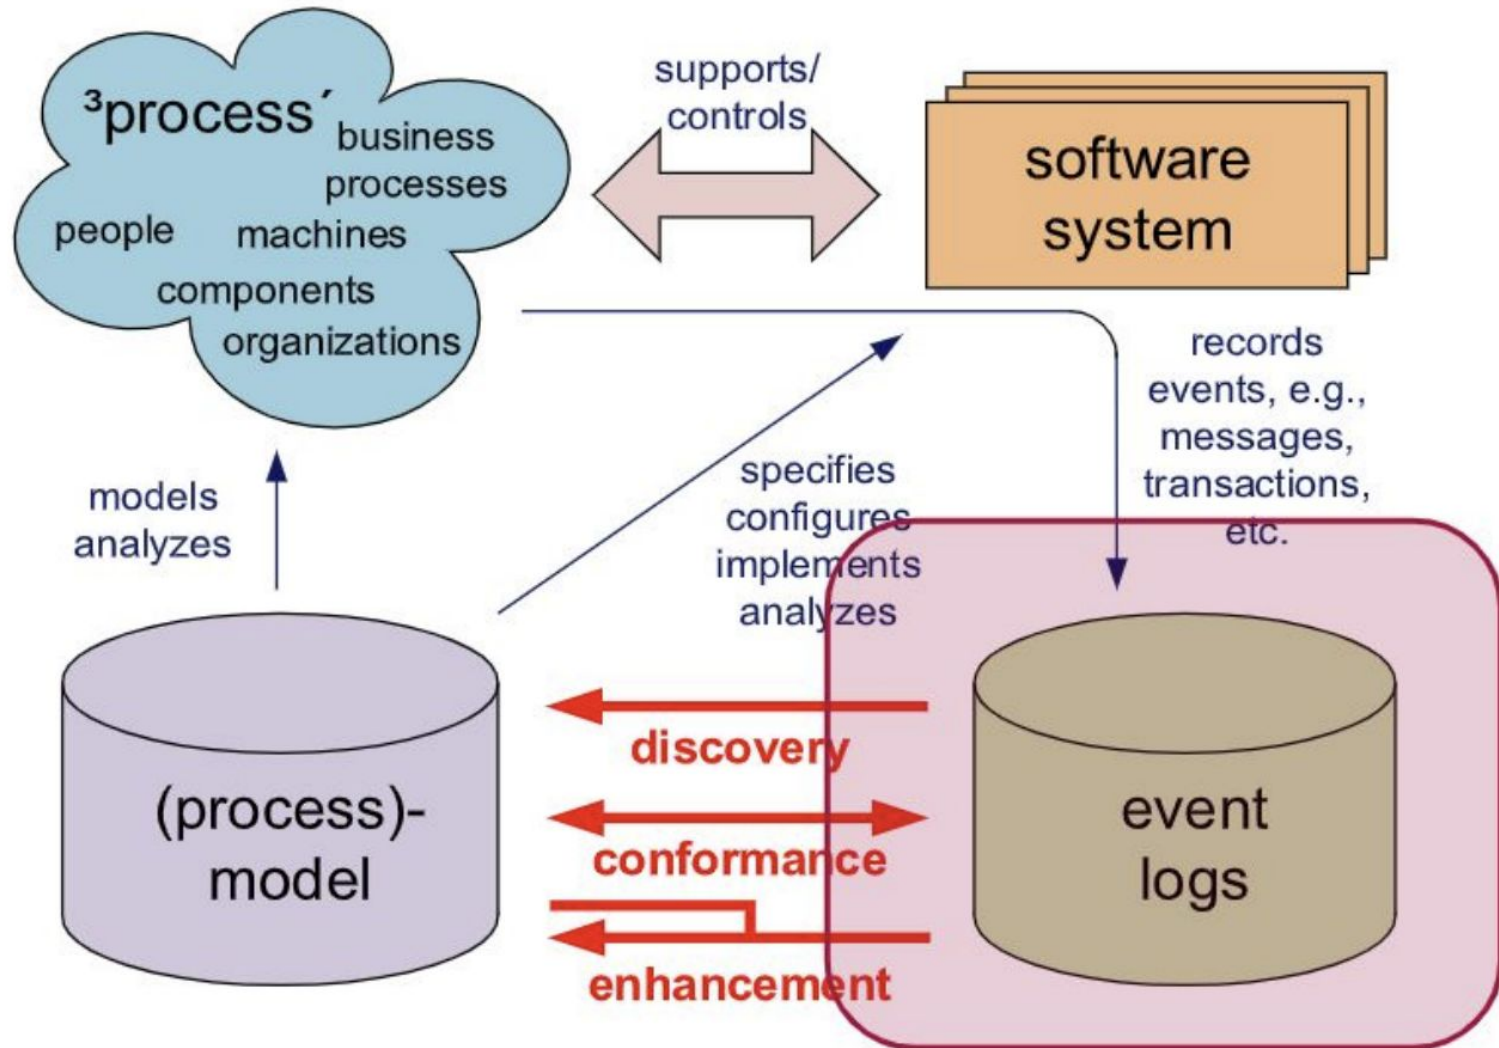 ³process´
business
processes
people
machines
components
organizations
supports/
controls
software
system
records
events, e.g.,
messages,
transactions,
etc.
models
analyzes
specifies
configures
implements
analyzes
(process)-
model
discovery
conformance
enhancement
event
logs